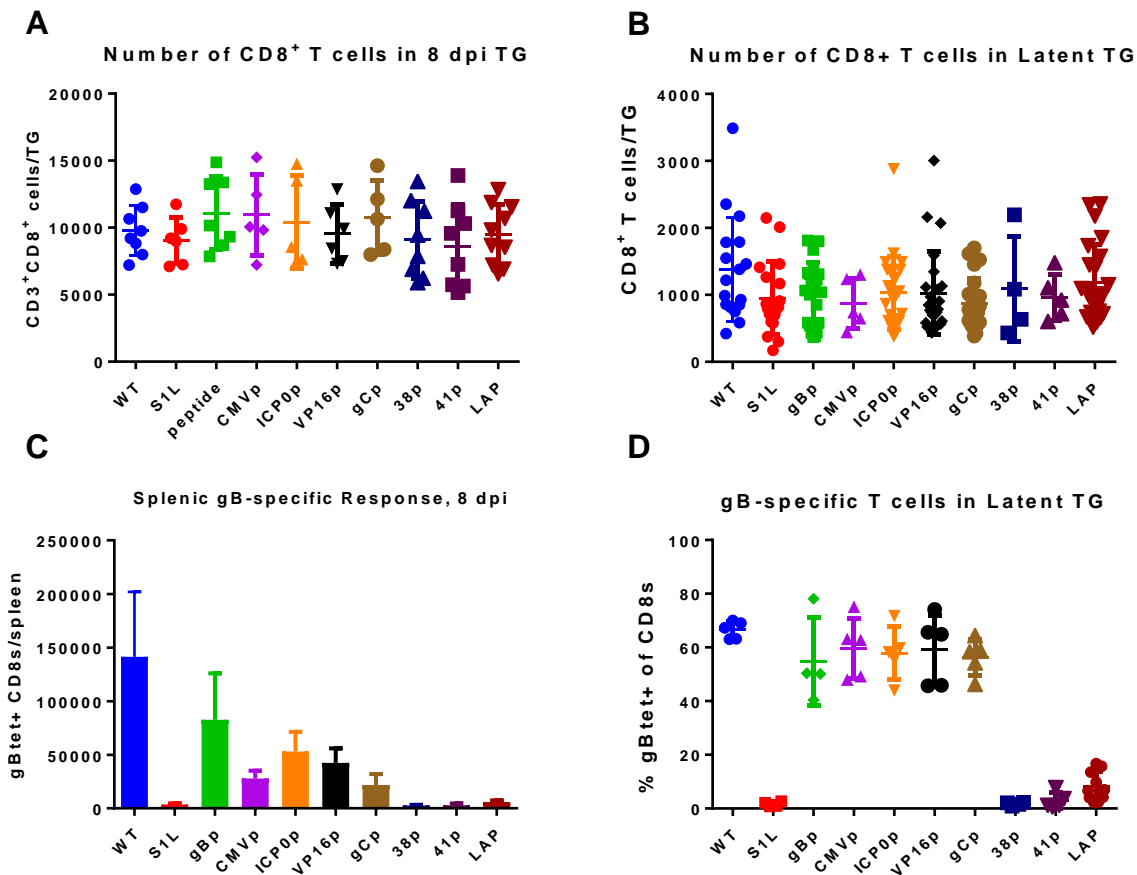 A
Number of CD8+ T cells in 8 dpi TG
CD3+CD8+ cells/TG
20000
15000
10000
5000
0
WT
S1L
peptide
CMVp
ICP0p
VP16p
gCp
38p
41p
LAP
B
Number of CD8+ T cells in Latent TG
CD8+ T cells/TG
4000
3000
2000
1000
0
WT
S1L
gBp
CMVp
ICP0p
VP16p
gCp
38p
41p
LAP
C
Splenic gB-specific Response, 8 dpi
gBtet+ CD8s/spleen
250000
200000
150000
100000
50000
0
WT
S1L
gBp
CMVp
ICP0p
VP16p
gCp
38p
41p
LAP
D
gB-specific T cells in Latent TG
% gBtet+ of CD8s
100
80
60
40
20
0
WT
S1L
gBp
CMVp
ICP0p
VP16p
gCp
38p
41p
LAP